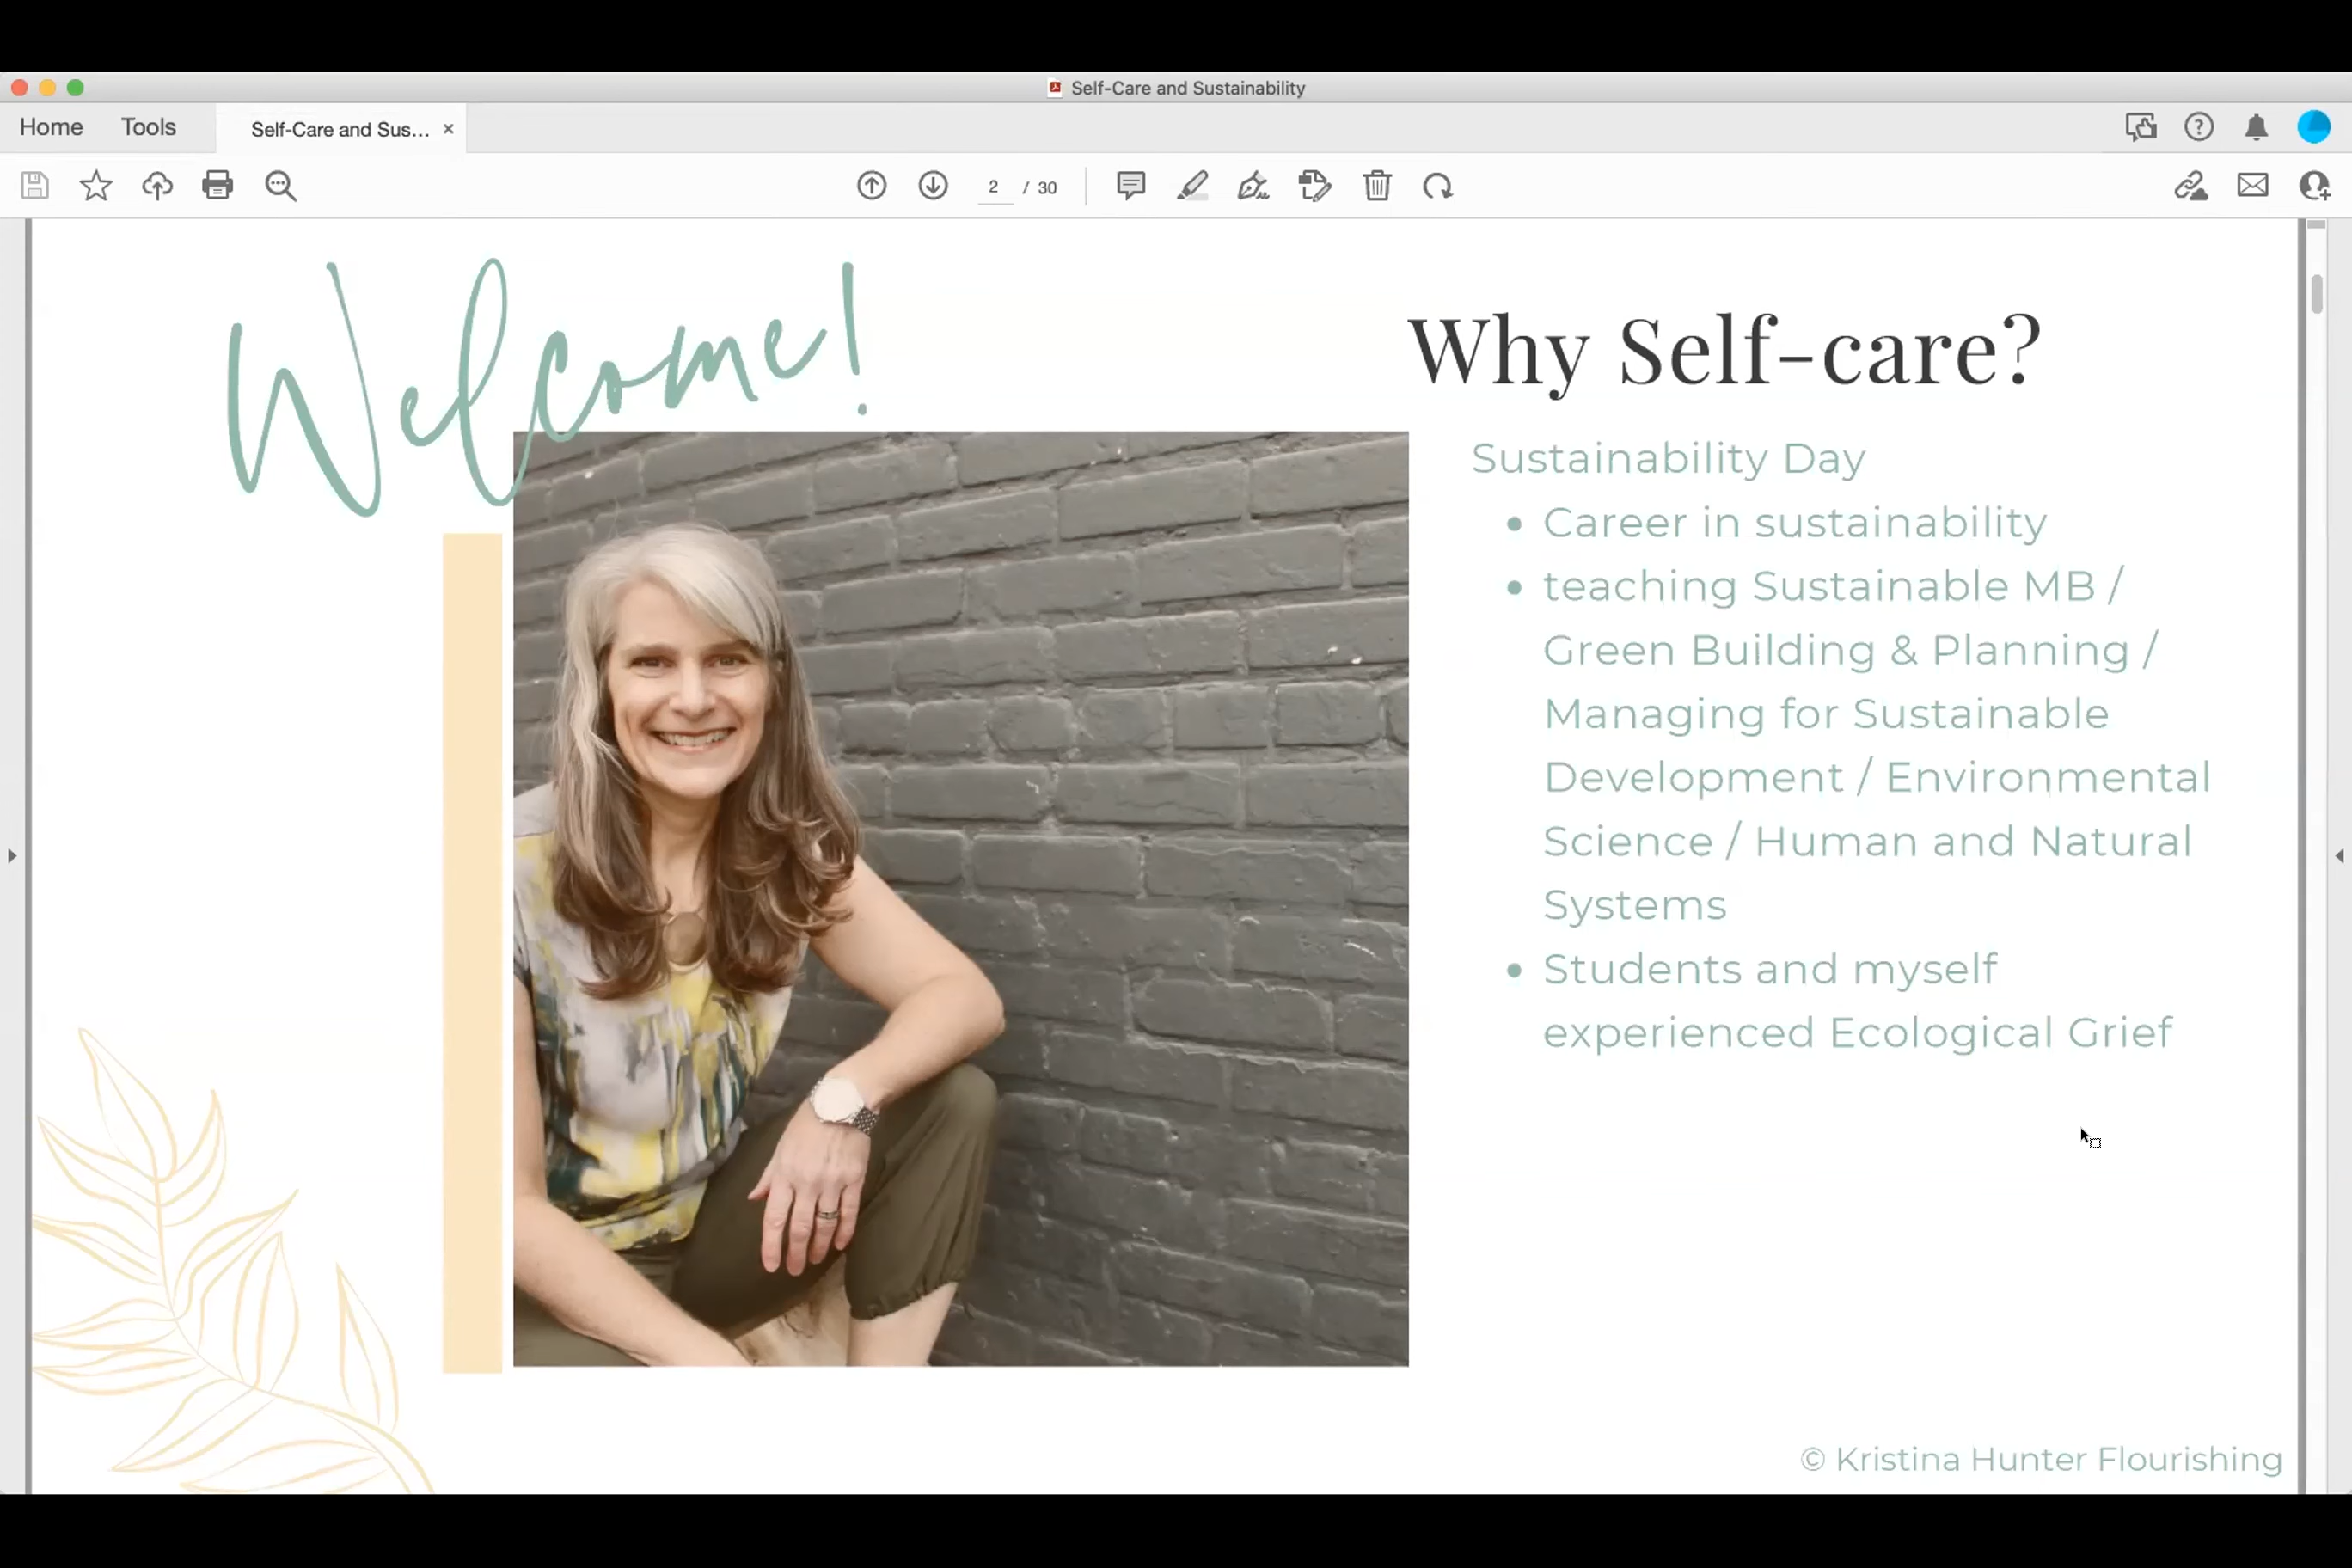 Self-Care and Sustainability
Home
Tools
Self-Care and Sus...
2 / 30
Welcome!
Why Self-care?
Sustainability Day
• Career in sustainability
• teaching Sustainable MB /
Green Building & Planning /
Managing for Sustainable
Development / Environmental
Science / Human and Natural
Systems
• Students and myself
experienced Ecological Grief
© Kristina Hunter Flourishing